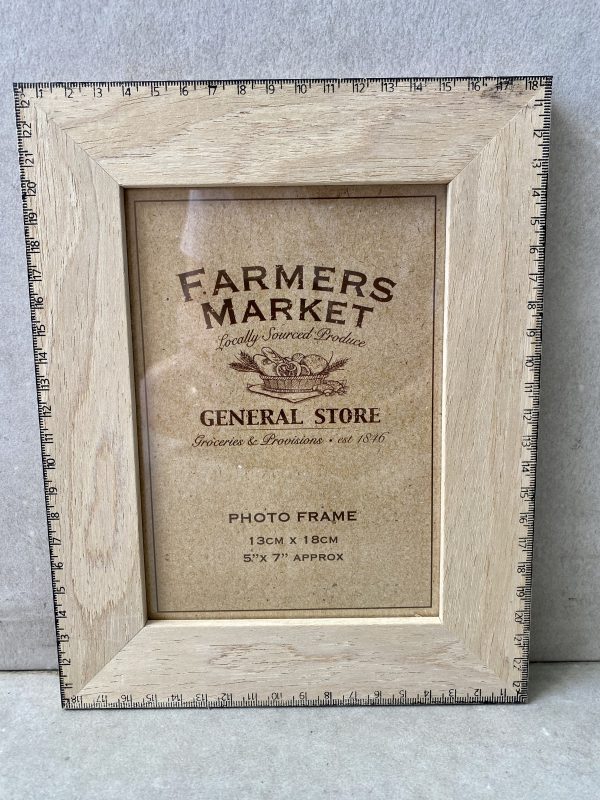 FARMERS
MARKET
Locally Sourced Produce
GENERAL STORE
Groceries & Provisions • est 1846
PHOTO FRAME
13CM X 18CM
5"X 7" APPROX